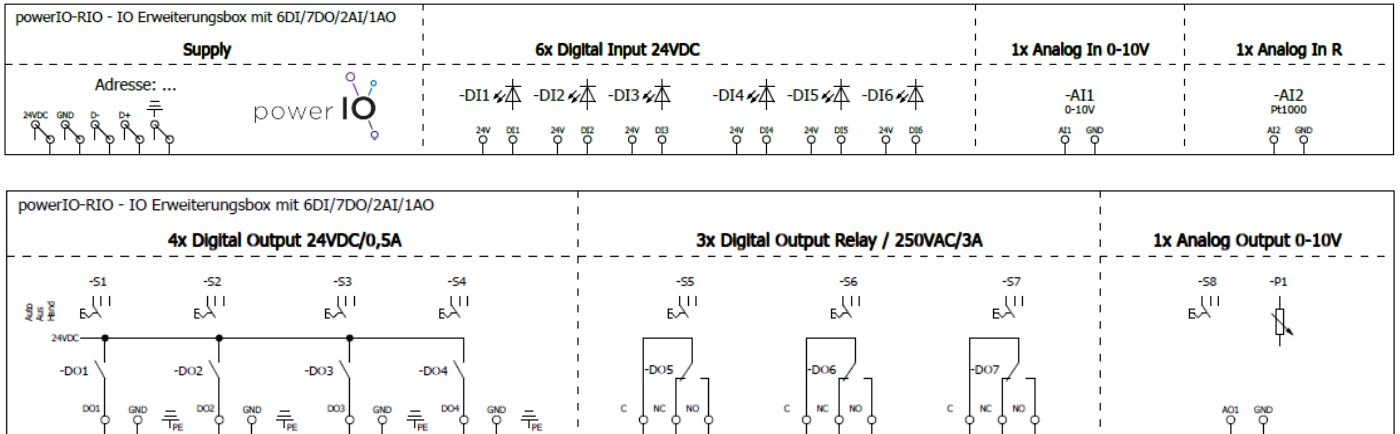 powerIO-RIO - IO Erweiterungsbox mit 6DI/7DO/2AI/1AO
Supply 6x Digital Input 24VDC 1x Analog In 0-10V 1x Analog In R
Adresse: ...
power IO
-DI1 -DI2 -DI3 -DI4 -DI5 -DI6 -AI1 -AI2
0-10V Pt1000
24VDC GND D- D+
24V DI1 24V DI2 24V DI3 24V DI4 24V DI5 24V DI6 AI1 GND AI2 GND
powerIO-RIO - IO Erweiterungsbox mit 6DI/7DO/2AI/1AO
4x Digital Output 24VDC/0,5A 3x Digital Output Relay / 250VAC/3A 1x Analog Output 0-10V
-S1 -S2 -S3 -S4 -S5 -S6 -S7 -S8 -P1
Auto
Aus
Hand
24VDC
-DO1 -DO2 -DO3 -DO4 -DO5 -DO6 -DO7
DO1 GND PE DO2 GND PE DO3 GND PE DO4 GND PE C NC NO C NC NO C NC NO AO1 GND